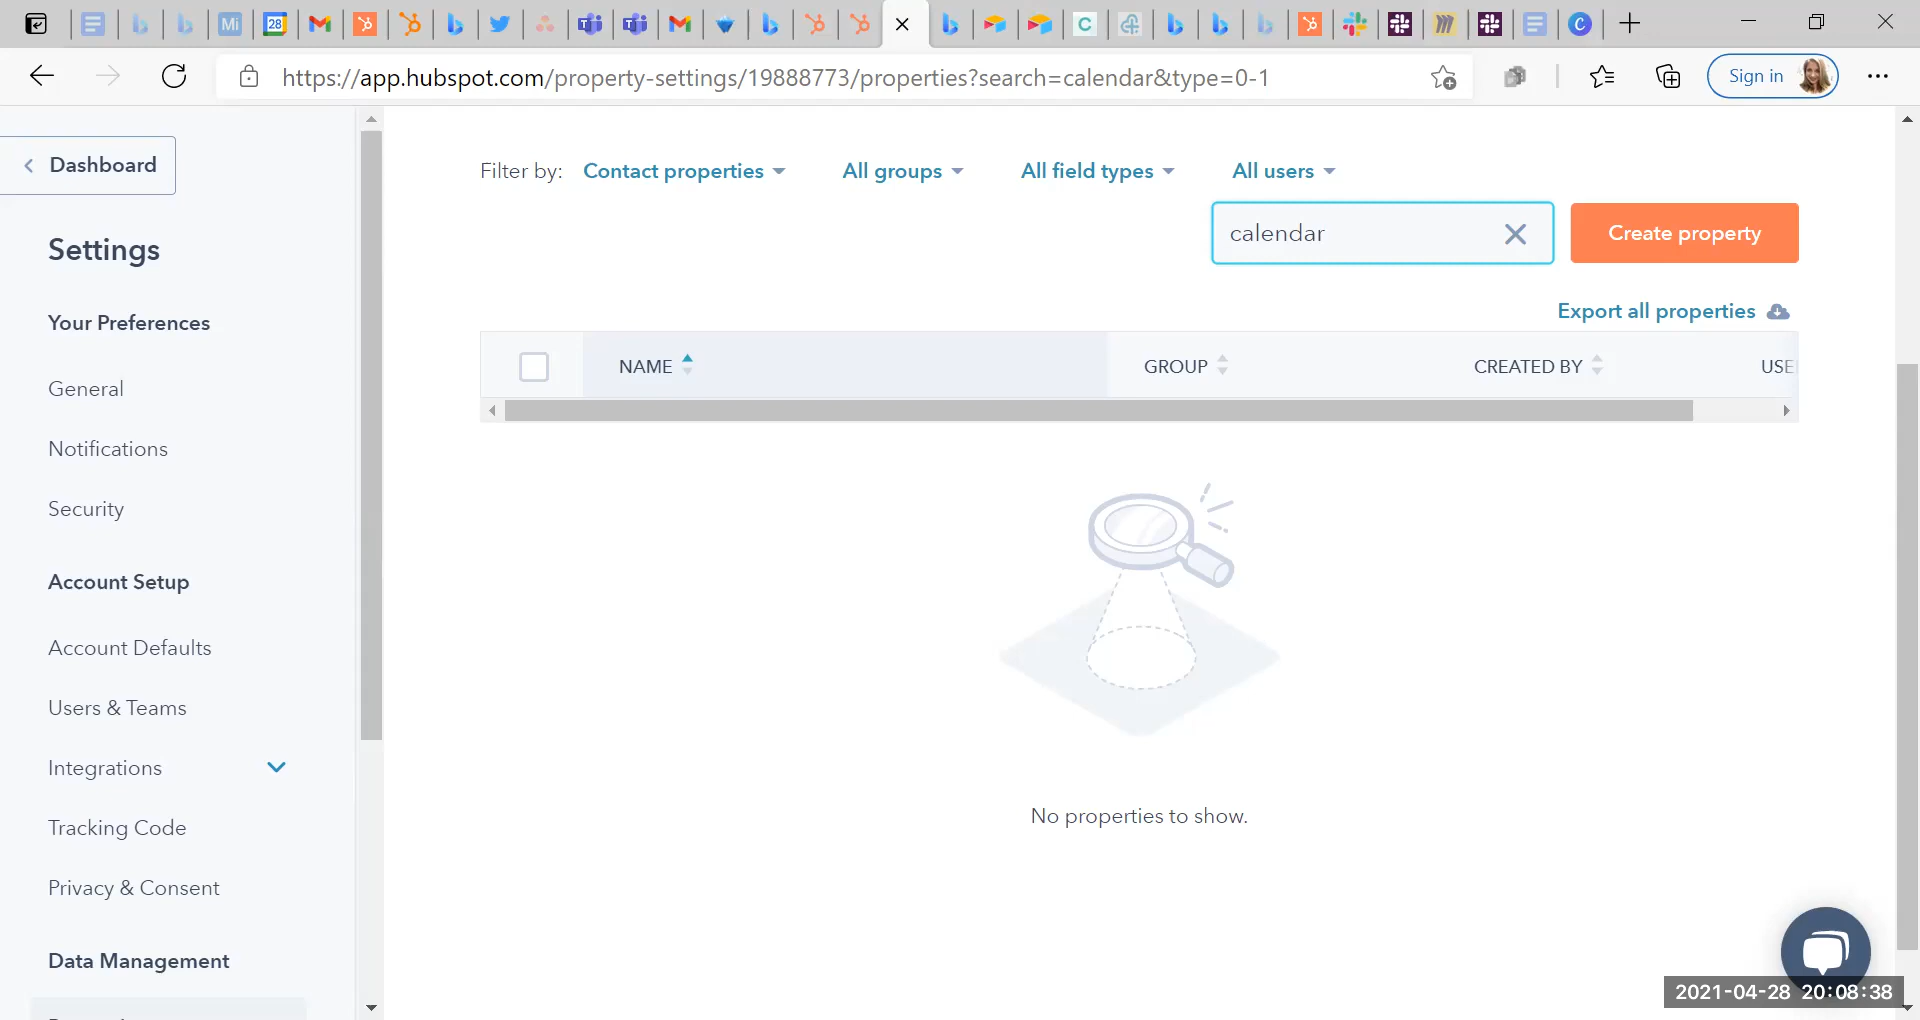 28
Mi
C
C
https://app.hubspot.com/property-settings/19888773/properties?search=calendar&type=0-1
Sign in
Dashboard
Settings
Your Preferences
General
Notifications
Security
Account Setup
Account Defaults
Users & Teams
Integrations
Tracking Code
Privacy & Consent
Data Management
Filter by: Contact properties All groups All field types All users
calendar
Create property
Export all properties
NAME GROUP CREATED BY USE
No properties to show.
2021-04-28 20:08:38